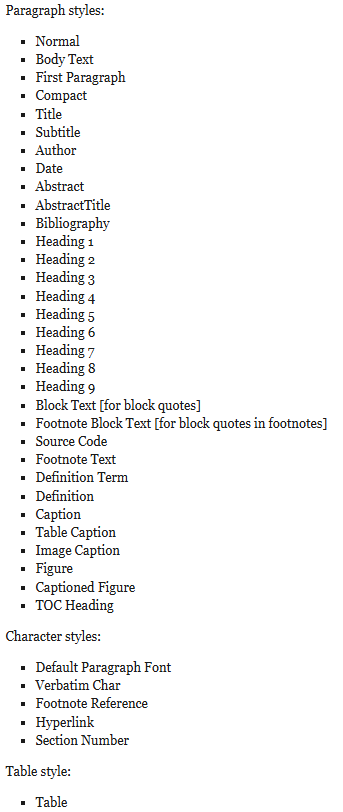 Paragraph styles:
Normal
Body Text
First Paragraph
Compact
Title
Subtitle
Author
Date
Abstract
AbstractTitle
Bibliography
Heading 1
Heading 2
Heading 3
Heading 4
Heading 5
Heading 6
Heading 7
Heading 8
Heading 9
Block Text [for block quotes]
Footnote Block Text [for block quotes in footnotes]
Source Code
Footnote Text
Definition Term
Definition
Caption
Table Caption
Image Caption
Figure
Captioned Figure
TOC Heading
Character styles:
Default Paragraph Font
Verbatim Char
Footnote Reference
Hyperlink
Section Number
Table style:
Table